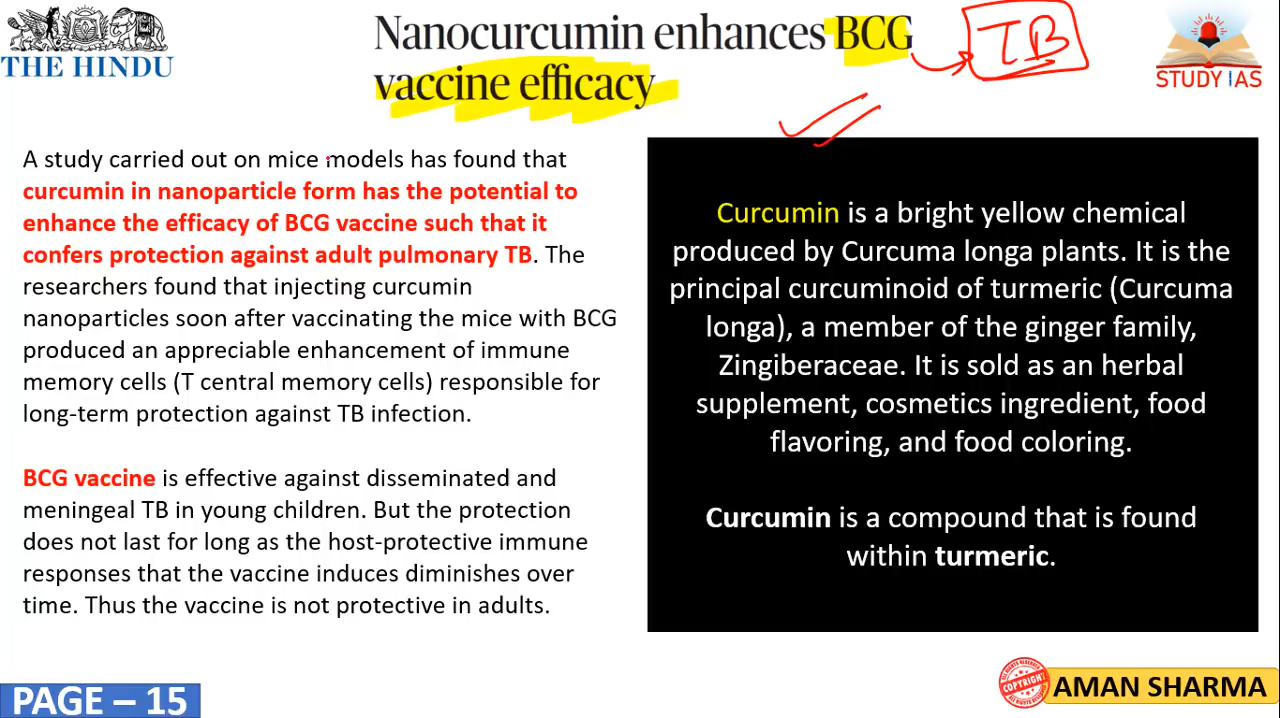 THE HINDU
Nanocurcumin enhances BCG
vaccine efficacy
TB
STUDY IAS
A study carried out on mice models has found that
curcumin in nanoparticle form has the potential to
enhance the efficacy of BCG vaccine such that it
confers protection against adult pulmonary TB. The
researchers found that injecting curcumin
nanoparticles soon after vaccinating the mice with BCG
produced an appreciable enhancement of immune
memory cells (T central memory cells) responsible for
long-term protection against TB infection.
BCG vaccine is effective against disseminated and
meningeal TB in young children. But the protection
does not last for long as the host-protective immune
responses that the vaccine induces diminishes over
time. Thus the vaccine is not protective in adults.
Curcumin is a bright yellow chemical
produced by Curcuma longa plants. It is the
principal curcuminoid of turmeric (Curcuma
longa), a member of the ginger family,
Zingiberaceae. It is sold as an herbal
supplement, cosmetics ingredient, food
flavoring, and food coloring.
Curcumin is a compound that is found
within turmeric.
PAGE – 15
COPYRIGHT
AMAN SHARMA